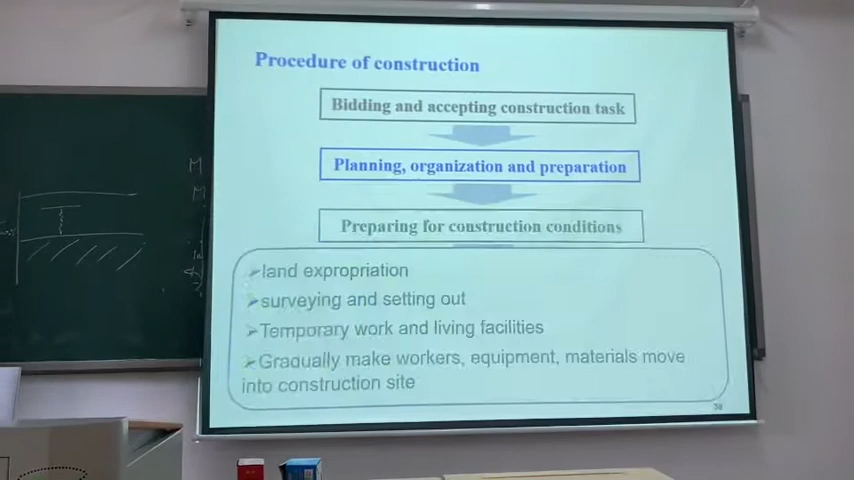 Procedure of construction
Bidding and accepting construction task
Planning, organization and preparation
Preparing for construction conditions
➢land expropriation
➢surveying and setting out
➢Temporary work and living facilities
➢Gradually make workers, equipment, materials move
into construction site
M
M